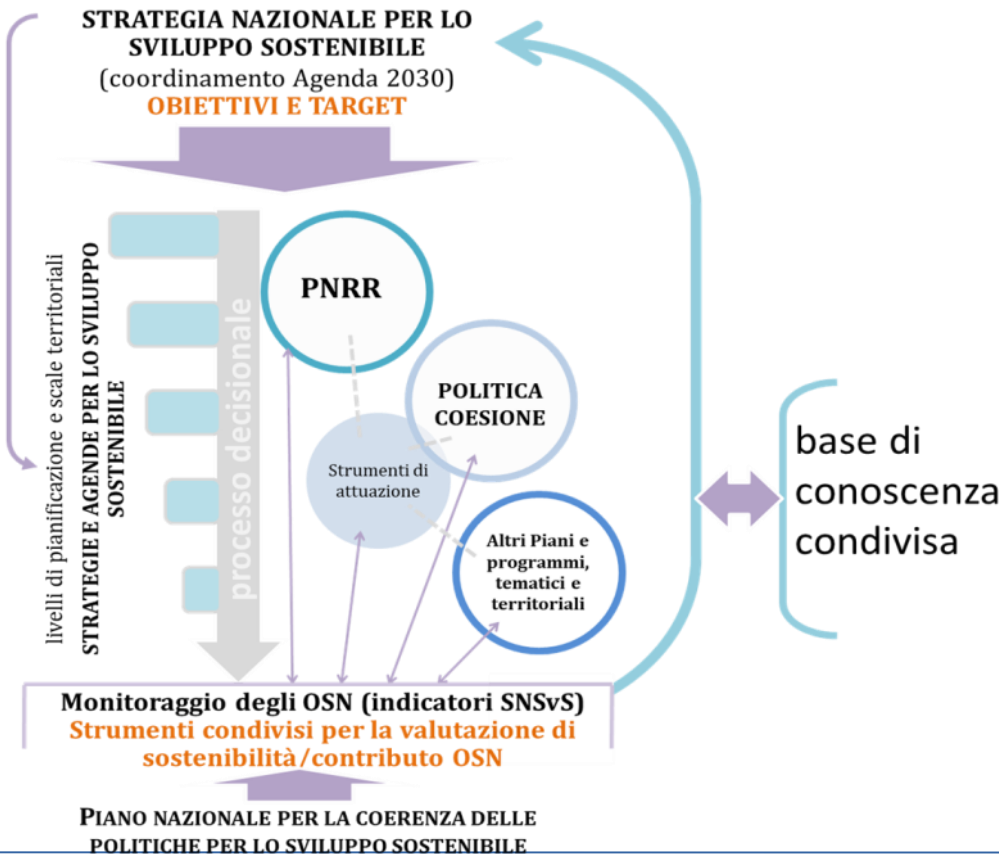 STRATEGIA NAZIONALE PER LO
SVILUPPO SOSTENIBILE
(coordinamento Agenda 2030)
OBIETTIVI E TARGET
livelli di pianificazione e scale territoriali
STRATEGIE E AGENDE PER LO SVILUPPO
SOSTENIBILE
processo decisionale
PNRR
POLITICA
COESIONE
Strumenti di
attuazione
Altri Piani e
programmi,
tematici e
territoriali
base di
conoscenza
condivisa
Monitoraggio degli OSN (indicatori SNSvS)
Strumenti condivisi per la valutazione di
sostenibilità/contributo OSN
PIANO NAZIONALE PER LA COERENZA DELLE
POLITICHE PER LO SVILUPPO SOSTENIBILE